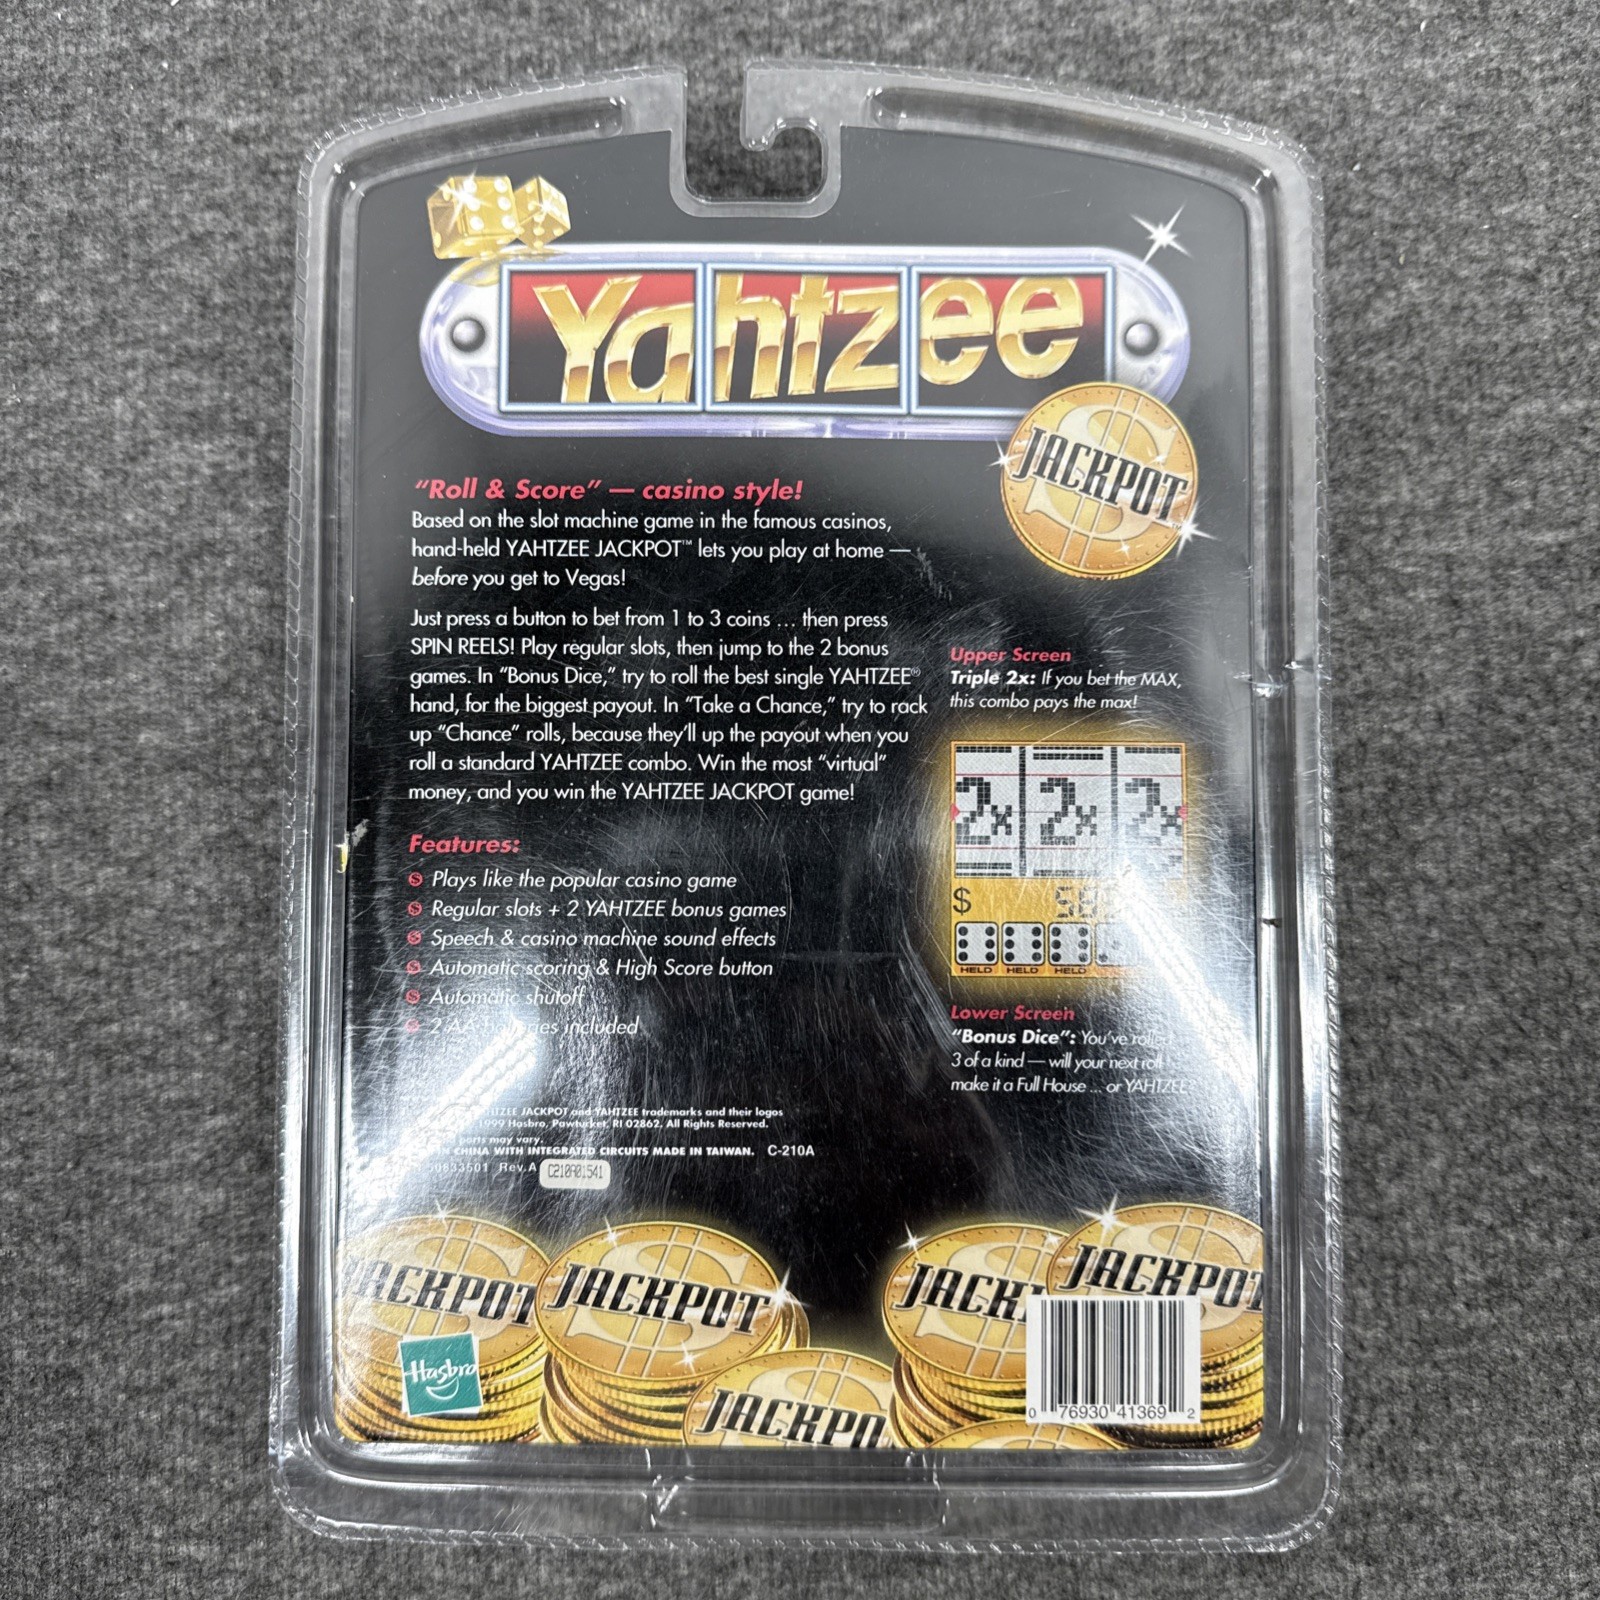 Yahtzee
JACKPOT
"Roll & Score" — casino style!
Based on the slot machine game in the famous casinos,
hand-held YAHTZEE JACKPOT™ lets you play at home —
before you get to Vegas!
Just press a button to bet from 1 to 3 coins ... then press
SPIN REELS! Play regular slots, then jump to the 2 bonus
games. In "Bonus Dice," try to roll the best single YAHTZEE®
hand, for the biggest payout. In "Take a Chance," try to rack
up "Chance" rolls, because they'll up the payout when you
roll a standard YAHTZEE combo. Win the most "virtual"
money, and you win the YAHTZEE JACKPOT game!
Features:
Plays like the popular casino game
Regular slots + 2 YAHTZEE bonus games
Speech & casino machine sound effects
Automatic scoring & High Score button
Automatic shutoff
2 AA batteries included
Upper Screen
Triple 2x: If you bet the MAX,
this combo pays the max!
2x 2x 2x
$
HELD HELD HELD
Lower Screen
"Bonus Dice": You've rolled
3 of a kind — will your next roll
make it a Full House ... or YAHTZEE?
JACKPOT and YAHTZEE trademarks and their logos
1999 Hasbro, Pawtucket, RI 02862. All Rights Reserved.
parts may vary.
CHINA WITH INTEGRATED CIRCUITS MADE IN TAIWAN. C-210A
Rev.A C210A01541
JACKPOT JACKPOT JACKPOT
JACKPOT
Hasbro
0 76930 41369 2